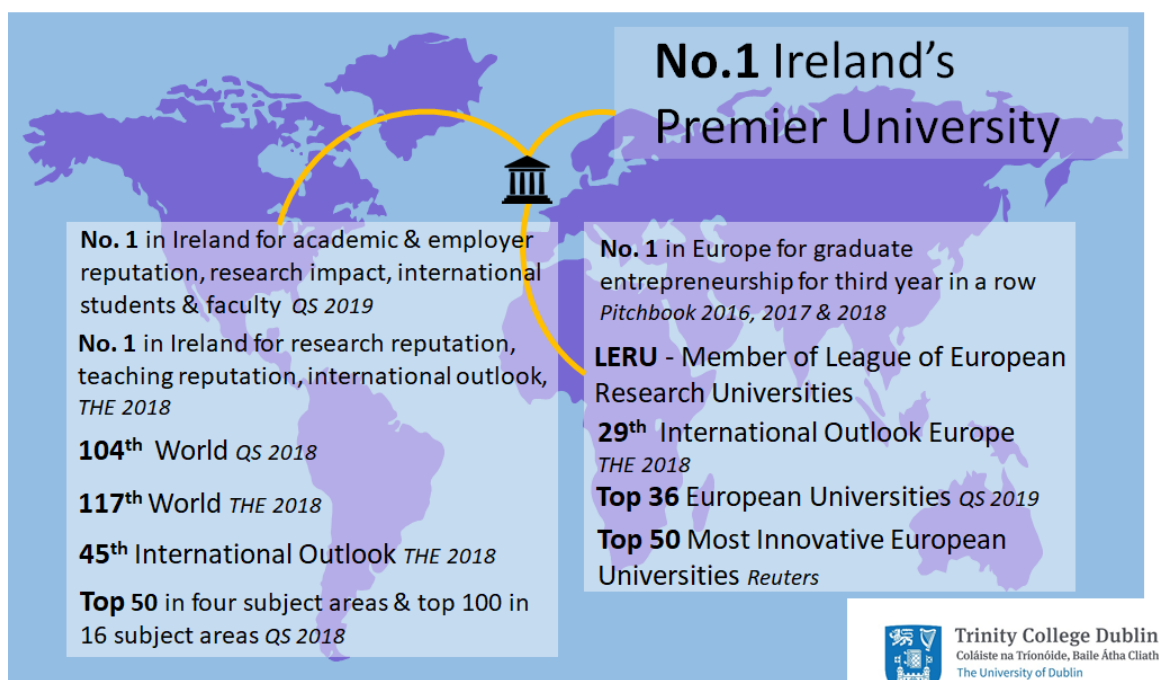 No.1 Ireland's
Premier University
No. 1 in Ireland for academic & employer
reputation, research impact, international
students & faculty QS 2019
No. 1 in Ireland for research reputation,
teaching reputation, international outlook,
THE 2018
104th World QS 2018
117th World THE 2018
45th International Outlook THE 2018
Top 50 in four subject areas & top 100 in
16 subject areas QS 2018
No. 1 in Europe for graduate
entrepreneurship for third year in a row
Pitchbook 2016, 2017 & 2018
LERU - Member of League of European
Research Universities
29th International Outlook Europe
THE 2018
Top 36 European Universities QS 2019
Top 50 Most Innovative European
Universities Reuters
Trinity College Dublin
Coláiste na Tríonóide, Baile Átha Cliath
The University of Dublin